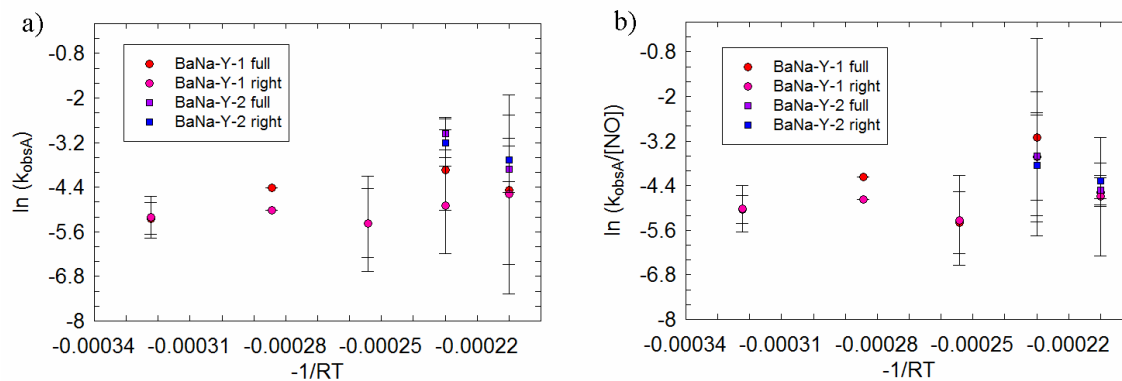 a)
ln (k_obsA)
-0.8
-2
-3.2
-4.4
-5.6
-6.8
-8
BaNa-Y-1 full
BaNa-Y-1 right
BaNa-Y-2 full
BaNa-Y-2 right
-0.00034 -0.00031 -0.00028 -0.00025 -0.00022
-1/RT
b)
ln (k_obsA/[NO])
-0.8
-2
-3.2
-4.4
-5.6
-6.8
-8
BaNa-Y-1 full
BaNa-Y-1 right
BaNa-Y-2 full
BaNa-Y-2 right
-0.00034 -0.00031 -0.00028 -0.00025 -0.00022
-1/RT